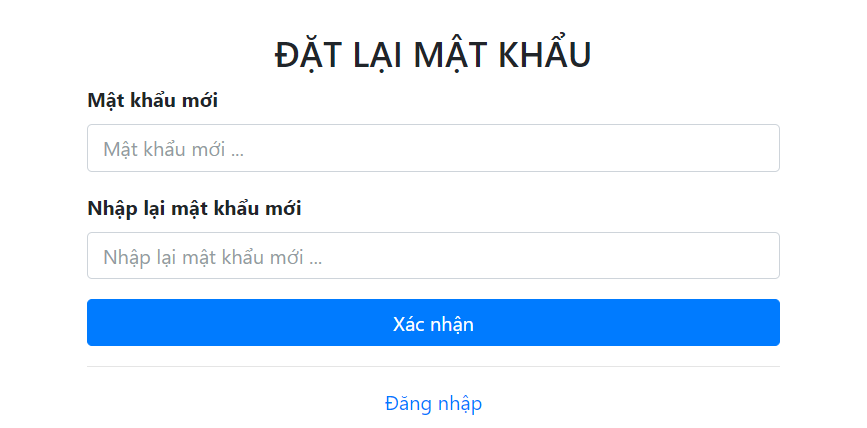 ĐẶT LẠI MẬT KHẨU
Mật khẩu mới
Mật khẩu mới ...
Nhập lại mật khẩu mới
Nhập lại mật khẩu mới ...
Xác nhận
Đăng nhập